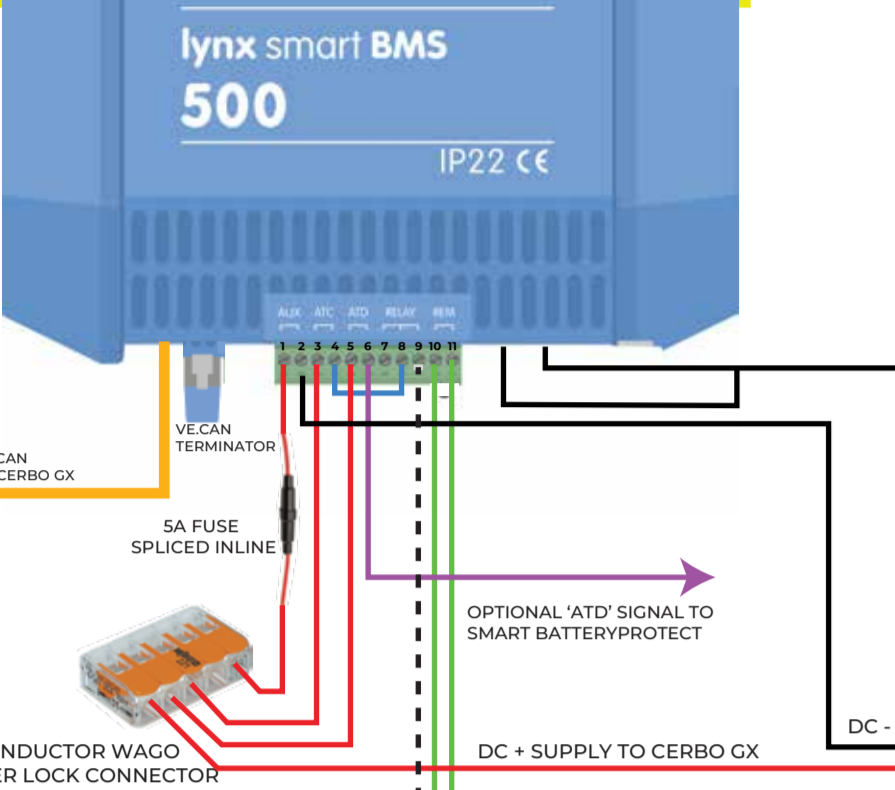 lynx smart BMS
500
IP22 CE
AUX ATC ATD RELAY REM
1 2 3 4 5 6 7 8 9 10 11
VE.CAN
TERMINATOR
CAN
CERBO GX
5A FUSE
SPLICED INLINE
OPTIONAL ‘ATD’ SIGNAL TO
SMART BATTERYPROTECT
DC -
NDUCTOR WAGO
ER LOCK CONNECTOR
DC + SUPPLY TO CERBO GX